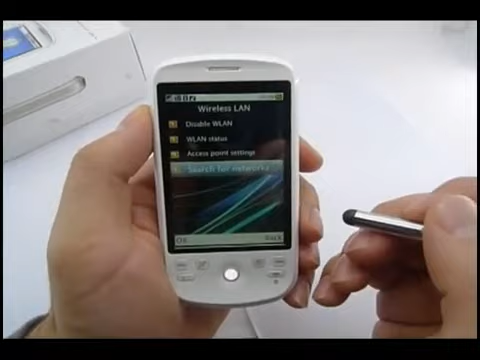 Wireless LAN
Disable WLAN
WLAN status
Access point settings
Search for networks
OK
Back